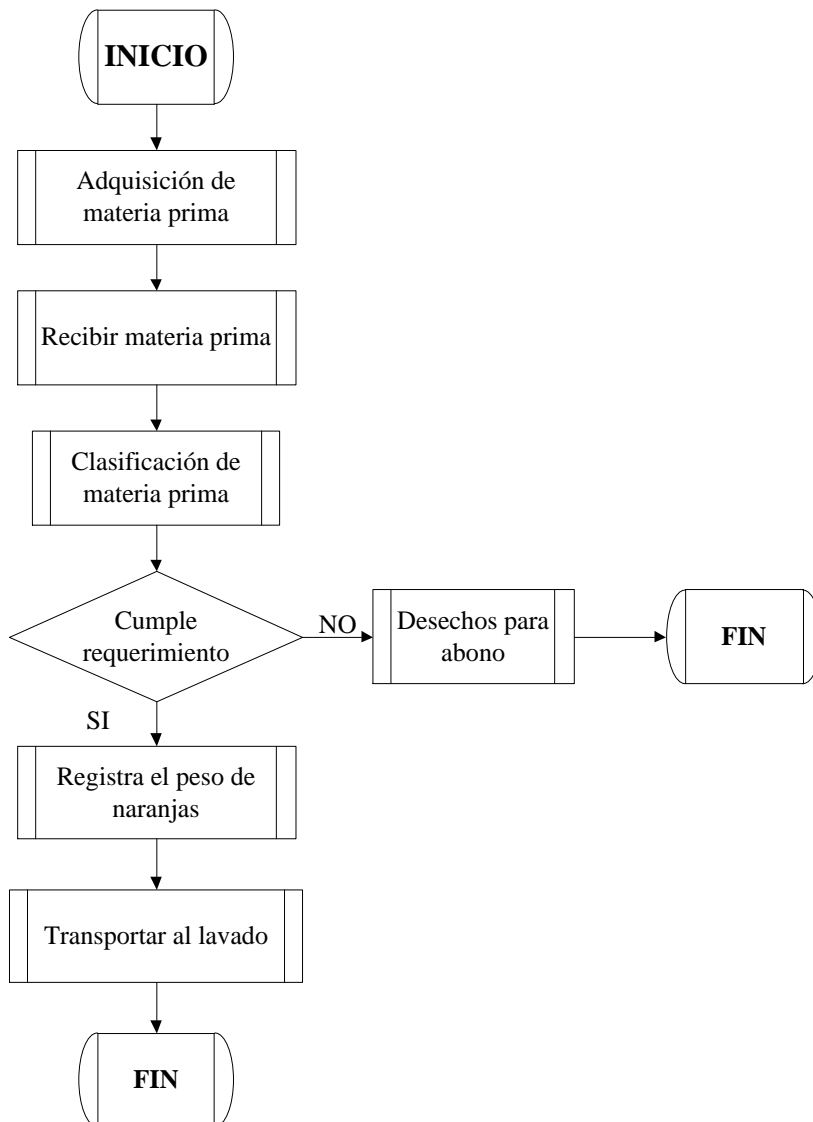 INICIO
Adquisición de
materia prima
Recibir materia prima
Clasificación de
materia prima
Cumple
requerimiento
NO
Desechos para
abono
FIN
SI
Registra el peso de
naranjas
Transportar al lavado
FIN